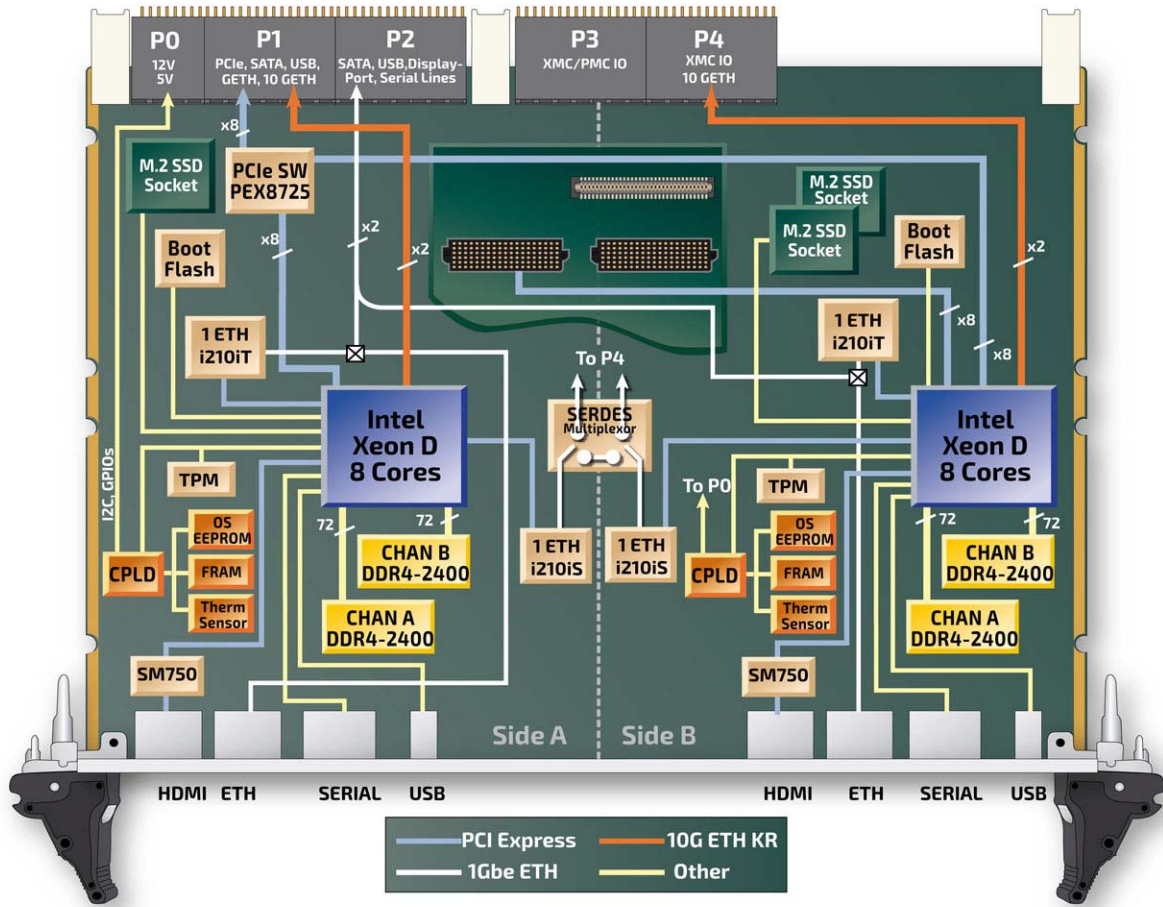 P0
12V
5V
P1
PCIe, SATA, USB,
GETH, 10 GETH
P2
SATA, USB,Display-
Port, Serial Lines
P3
XMC/PMC IO
P4
XMC IO
10 GETH
x8
M.2 SSD
Socket
PCIe SW
PEX8725
M.2 SSD
Socket
M.2 SSD
Socket
x8
x2
x2
Boot
Flash
Boot
Flash
x2
1 ETH
i210iT
1 ETH
i210iT
x8
x8
To P4
Intel
Xeon D
8 Cores
SERDES
Multiplexor
Intel
Xeon D
8 Cores
I2C, GPIOs
TPM
To P0
TPM
72
72
72
72
OS
EEPROM
OS
EEPROM
CPLD
FRAM
CHAN B
DDR4-2400
1 ETH
i210iS
1 ETH
i210iS
CPLD
FRAM
CHAN B
DDR4-2400
Therm
Sensor
CHAN A
DDR4-2400
Therm
Sensor
CHAN A
DDR4-2400
SM750
SM750
Side A
Side B
HDMI ETH SERIAL USB
HDMI ETH SERIAL USB
PCI Express
10G ETH KR
1Gbe ETH
Other